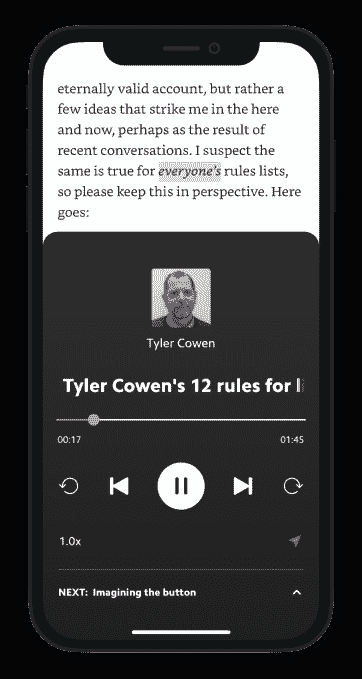 eternally valid account, but rather a
few ideas that strike me in the here
and now, perhaps as the result of
recent conversations. I suspect the
same is true for everyone's rules lists,
so please keep this in perspective. Here
goes:
Tyler Cowen
Tyler Cowen's 12 rules for
00:17 01:45
1.0x
NEXT: Imagining the button